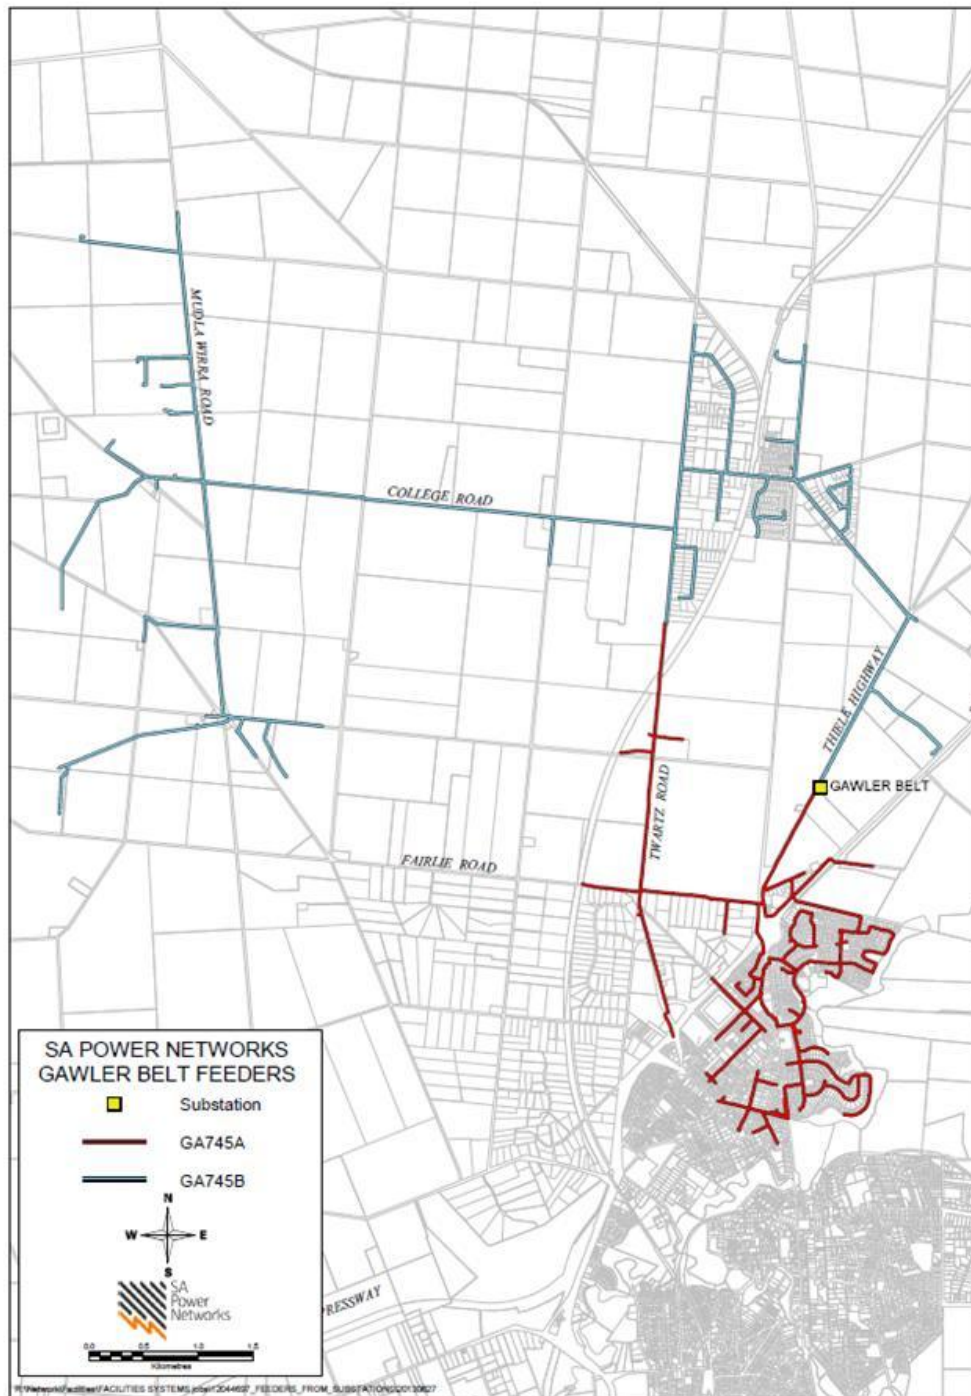 MUDLA WIRRA ROAD
COLLEGE ROAD
THIELE HIGHWAY
GAWLER BELT
TWARTZ ROAD
FAIRLIE ROAD
SA POWER NETWORKS
GAWLER BELT FEEDERS
Substation
GA745A
GA745B
N
W E
S
SA
Power
Networks
PRESSWAY
0.0 0.5 1.0 1.5
Kilometres